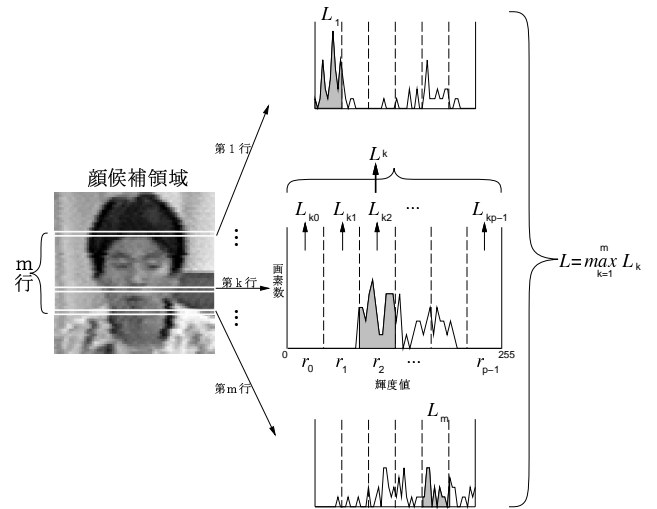 L1
第1行
顔候補領域
Lk
Lk0 Lk1 Lk2 ... Lkp−1
m行
第k行
画素数
L=max Lk
m
k=1
0
255
r0 r1 r2 ... rp−1
輝度値
第m行
Lm